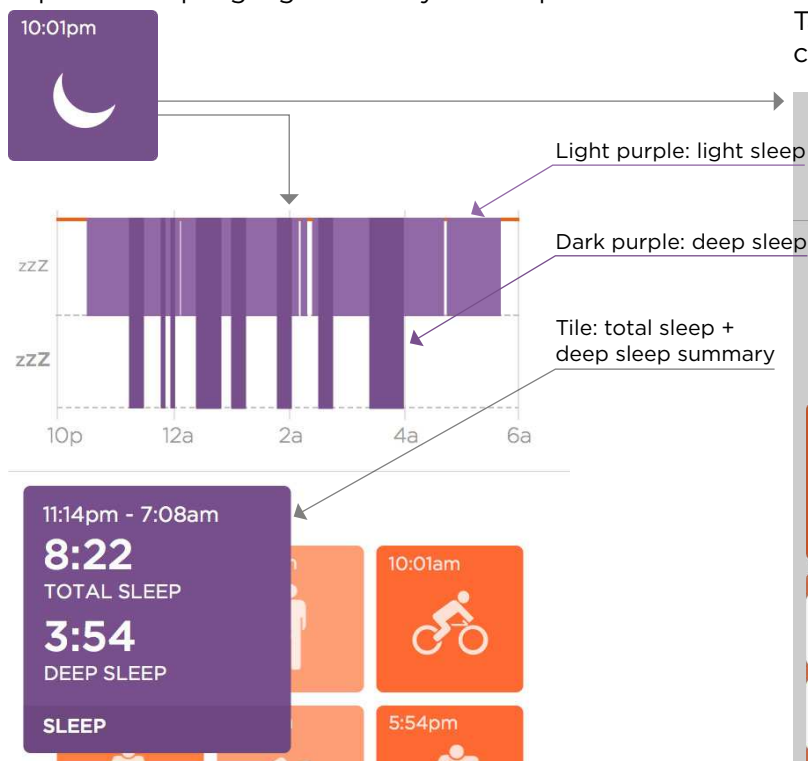 10:01pm
T
c
Light purple: light sleep
Dark purple: deep sleep
Tile: total sleep +
deep sleep summary
zzZ
zzZ
10p 12a 2a 4a 6a
11:14pm - 7:08am
8:22
TOTAL SLEEP
3:54
DEEP SLEEP
SLEEP
10:01am
5:54pm